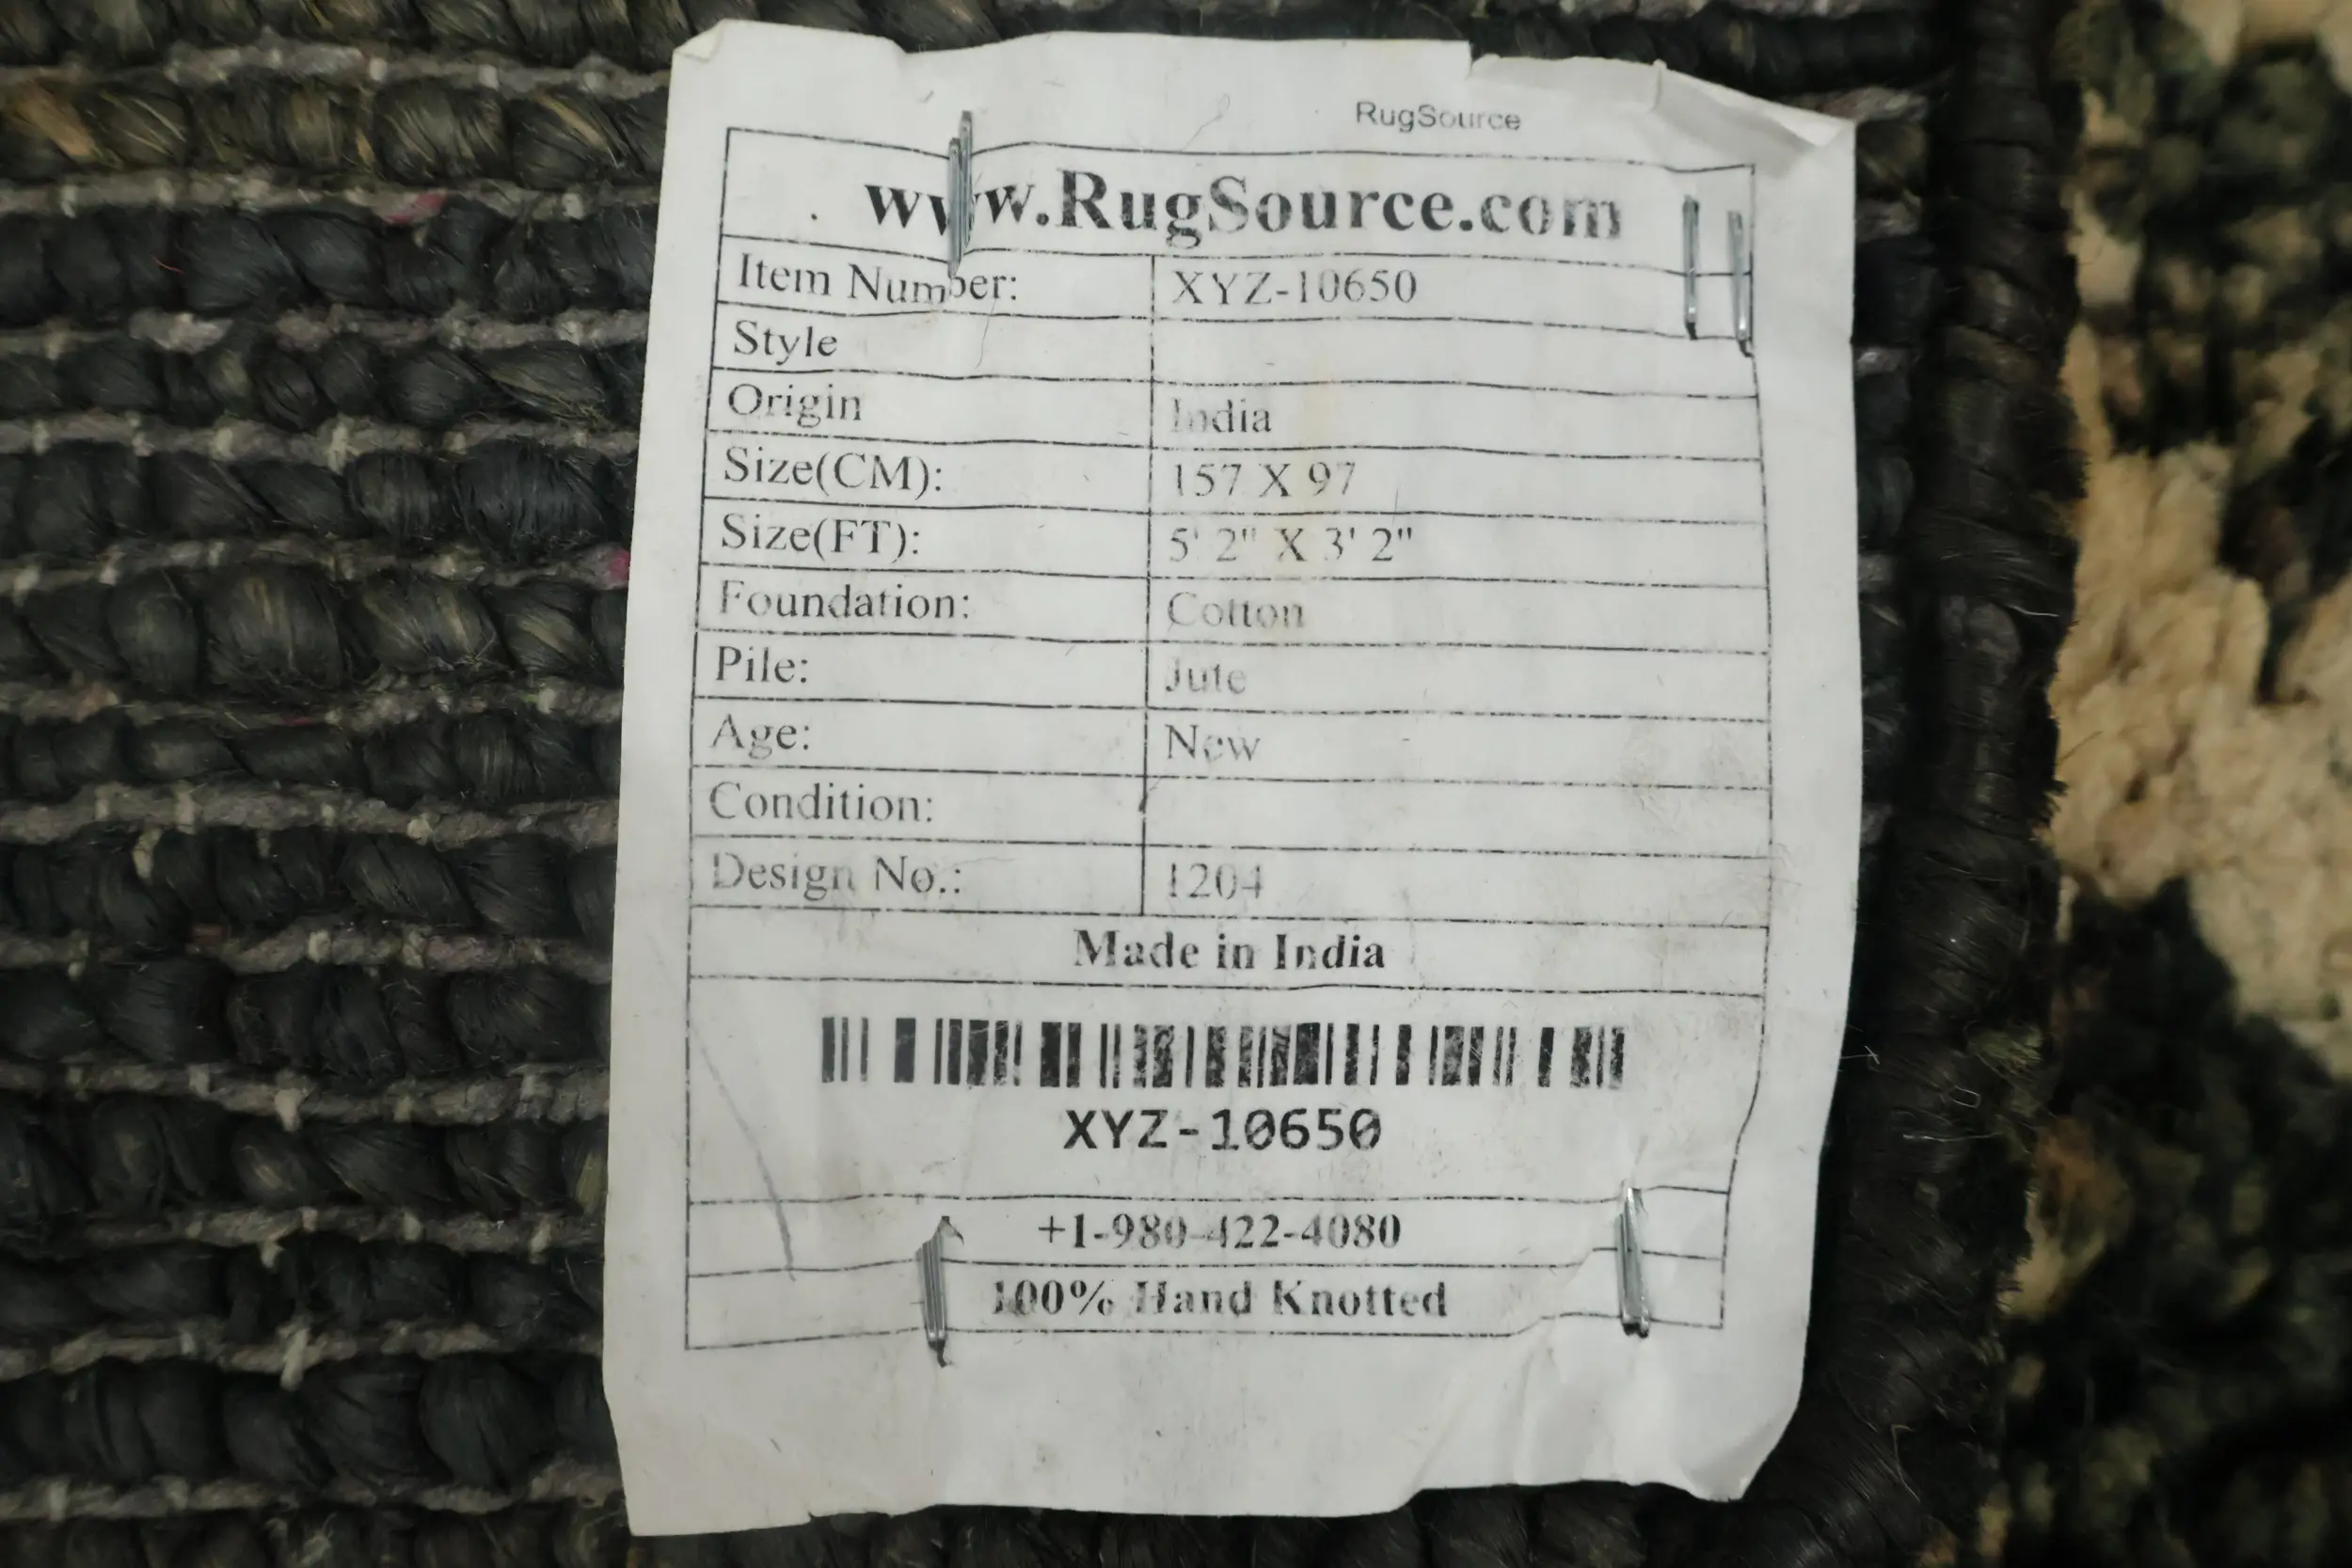 RugSource
www.RugSource.com
Item Number: XYZ-10650
Style
Origin India
Size(CM): 157 X 97
Size(FT): 5' 2" X 3' 2"
Foundation: Cotton
Pile: Jute
Age: New
Condition:
Design No.: 1204
Made in India
XYZ-10650
+1-980-422-4080
100% Hand Knotted